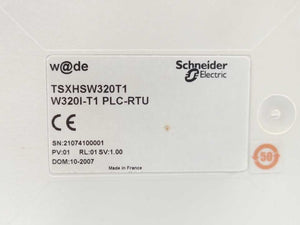 w@de
Schneider
Electric
TSXHSW320T1
W320I-T1 PLC-RTU
CE
SN:21074100001
PV:01 RL:01 SV:1.00
DOM:10-2007
Made in France
50